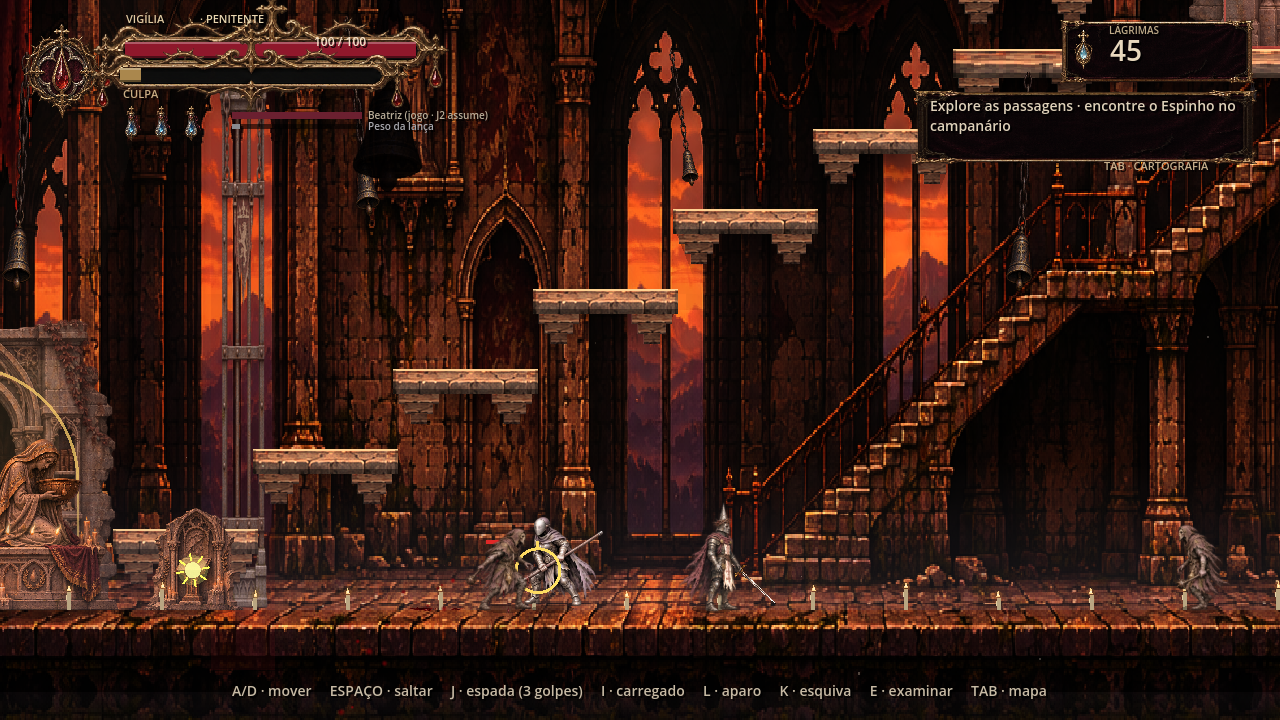 VIGÍLIA · PENITENTE
100 / 100
CULPA
Beatriz (jogo · J2 assume)
Peso da lança
LÁGRIMAS
45
Explore as passagens · encontre o Espinho no
campanário
TAB · CARTOGRAFIA
A/D · mover ESPAÇO · saltar J · espada (3 golpes) I · carregado L · aparo K · esquiva E · examinar TAB · mapa